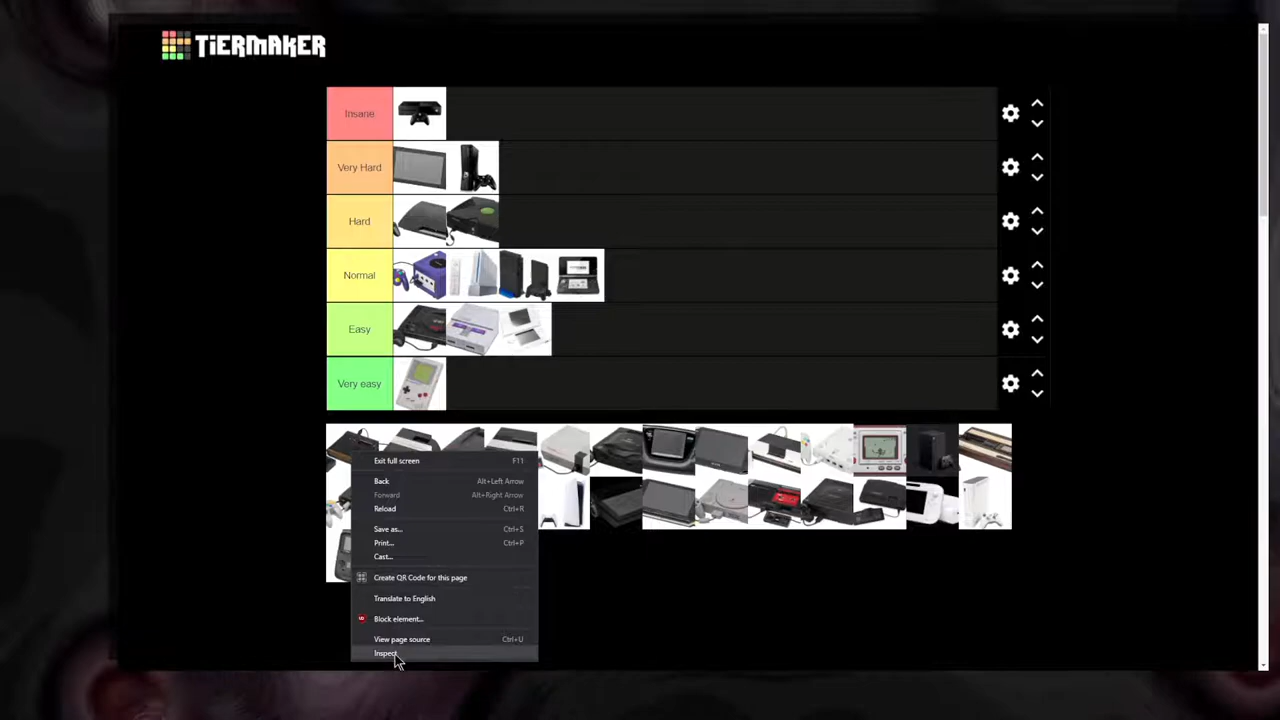 TiERMAKER
Insane
Very Hard
Hard
Normal
Easy
Very easy
Exit full screen F11
Back Alt+Left Arrow
Forward Alt+Right Arrow
Reload Ctrl+R
Save as... Ctrl+S
Print... Ctrl+P
Cast...
Create QR Code for this page
Translate to English
Block element...
View page source Ctrl+U
Inspect